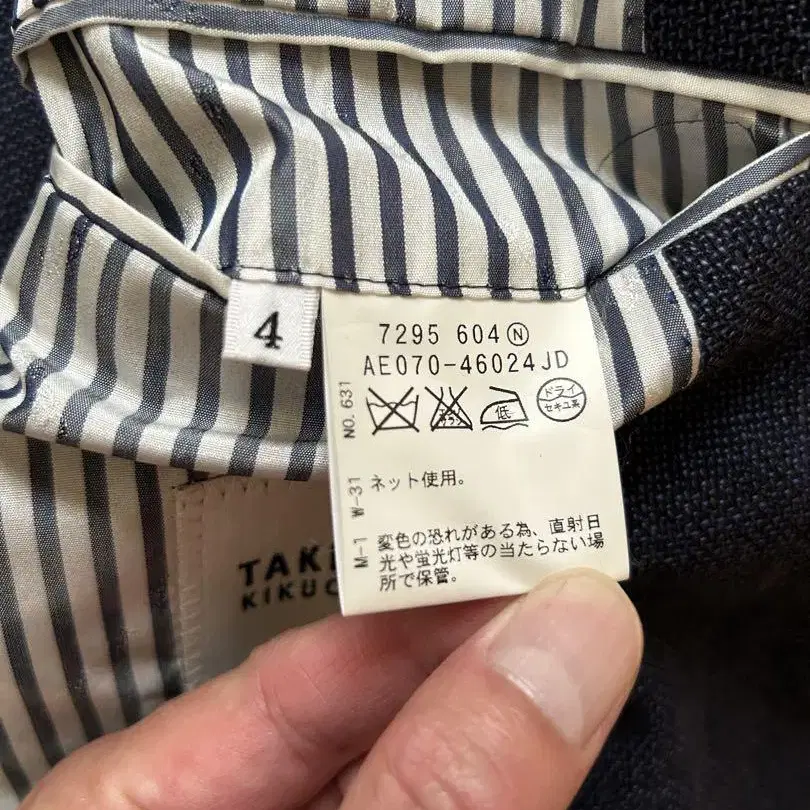 4
7295 604Ⓝ
AE070-46024JD
NO. 631
低
ドライ
セキユ系
W-31
ネット使用。
M-1
変色の恐れがある為、直射日
光や蛍光灯等の当たらない場
所で保管。
TAK
KIKUC